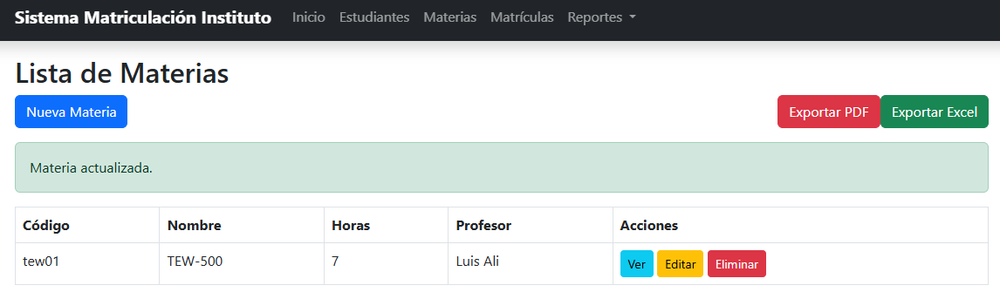 Sistema Matriculación Instituto Inicio Estudiantes Materias Matrículas Reportes
Lista de Materias
Nueva Materia Exportar PDF Exportar Excel
Materia actualizada.
Código Nombre Horas Profesor Acciones
tew01 TEW-500 7 Luis Ali Ver Editar Eliminar